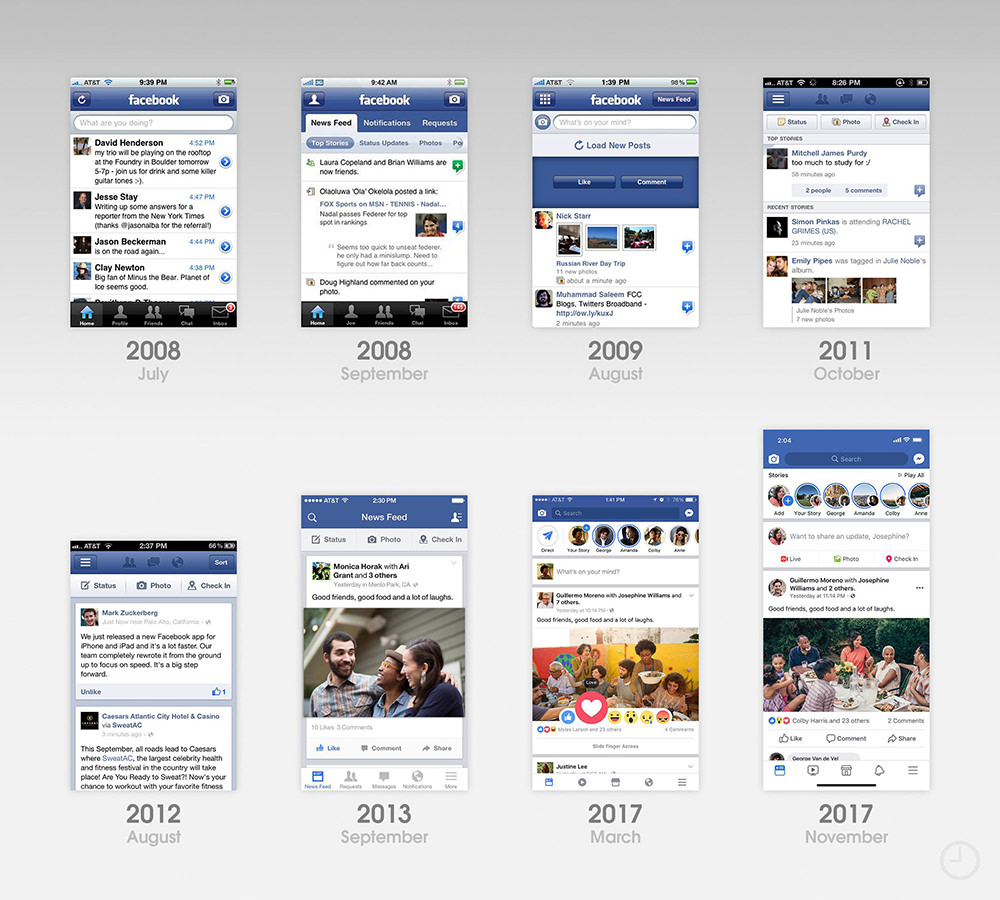 AT&T 9:39 PM
facebook
What are you doing?
David Henderson 4:52 PM
my trip will be playing on the rooftop
at the Foundry in Boulder tomorrow
5-7p - join us for drink and some killer
guitar tones ;-).
Jesse Stay 4:47 PM
Writing up some answers for a
reporter from the New York Times
(thanks @jasonalba for the referral!)
Jason Beckerman 4:44 PM
is on the road again...
Clay Newton 4:38 PM
Big fan of Minus the Bear. Planet of
Ice seems good.
Home Profile Friends Chat Inbox
2008
July
9:42 AM
facebook
News Feed Notifications Requests
Top Stories Status Updates Photos Po
Laura Copeland and Brian Williams are
now friends.
Olaoluwa 'Ola' Okelola posted a link:
FOX Sports on MSN - TENNIS - Nadal...
Nadal passes Federer for top
spot in rankings
4
Seems too quick to unseat federer.
he only had a minislump. Need to
figure out how far back counts...
Doug Highland commented on your
photo.
Home Joe Friends Chat Inbox
2008
September
AT&T 1:39 PM 98%
facebook News Feed
What's on your mind?
Load New Posts
Like Comment
Nick Starr
Russian River Day Trip
11 new photos
about a minute ago
Muhammad Saleem FCC
Blogs, Twitters Broadband -
http://ow.ly/kuxJ
2 minutes ago
2009
August
AT&T 8:26 PM
Status Photo Check In
TOP STORIES
Mitchell James Purdy
too much to study for :/
58 minutes ago
2 people 5 comments
RECENT STORIES
Simon Pinkas is attending RACHEL
GRIMES (US).
23 minutes ago
Emily Pipes was tagged in Julie Noble's
album.
Julie Noble's Photos
7 new photos
2011
October
AT&T 2:37 PM 66%
Sort
Status Photo Check In
Mark Zuckerberg
Just Now near Palo Alto, California
We just released a new Facebook app for
iPhone and iPad and it's a lot faster. Our
team completely rewrote it from the ground
up to focus on speed. It's a big step
forward.
Unlike 1
Caesars Atlantic City Hotel & Casino
via SweatAC
3 minutes ago
This September, all roads lead to Caesars
where SweatAC, the largest celebrity health
and fitness festival in the country will take
place! Are You Ready to Sweat?! Now's your
chance to workout with your favorite fitness
2012
August
AT&T 2:30 PM
News Feed
Status Photo Check In
Monica Horak with Ari
Grant and 3 others
Yesterday in Menlo Park, CA
Good friends, good food and a lot of laughs.
10 Likes 3 Comments
Like Comment Share
News Feed Requests Messages Notifications More
2013
September
AT&T 1:41 PM 76%
Search
Direct Your Story George Amanda Colby Anne
What's on your mind?
Guillermo Moreno with Josephine Williams and
7 others.
Yesterday at 10:14 PM
Good friends, good food and a lot of laughs.
Love
Myles Larson and 23 others 4 Comments
Slide Finger Across
Justine Lee
2017
March
2:04
Search
Stories Play All
Add Your Story George Amanda Colby Anne
Want to share an update, Josephine?
Live Photo Check In
Guillermo Moreno with Josephine
Williams and 2 others.
Yesterday at 11:14 PM
Good friends, good food and a lot of laughs.
Colby Harris and 23 others 2 Comments
Like Comment Share
George Van de Vel
2017
November